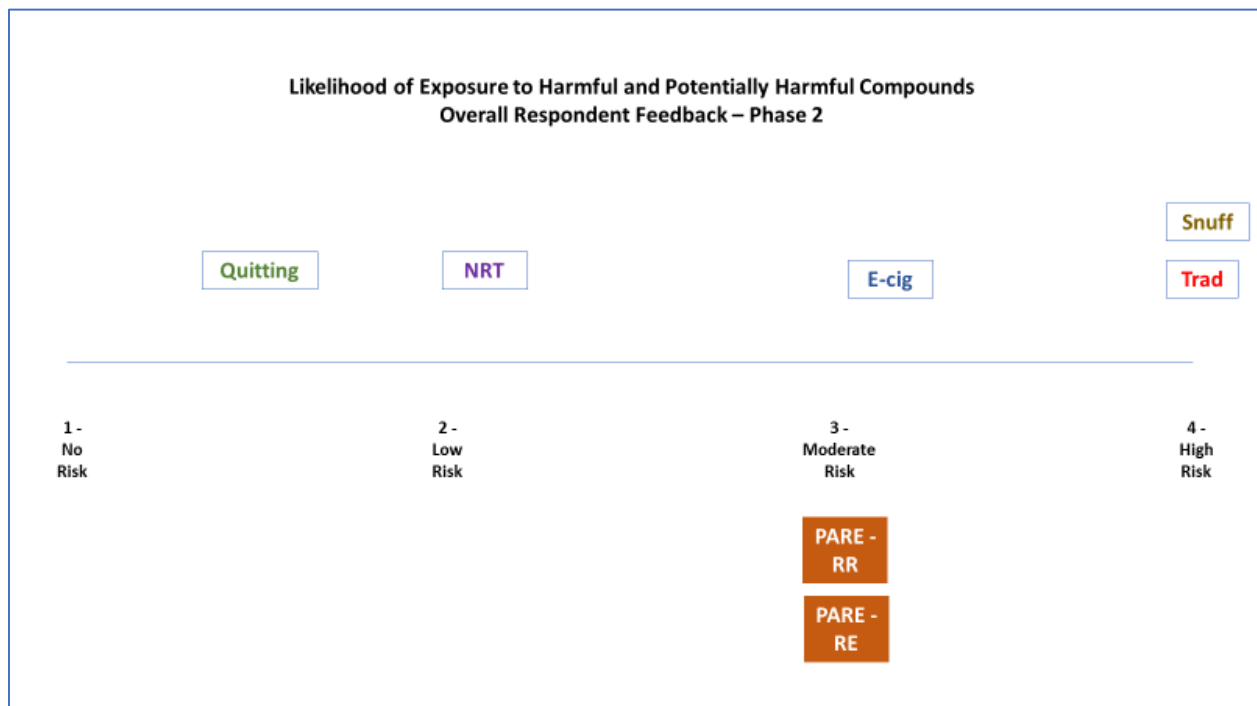 Likelihood of Exposure to Harmful and Potentially Harmful Compounds
Overall Respondent Feedback – Phase 2
Snuff
Quitting
NRT
E-cig
Trad
1 -
No
Risk
2 -
Low
Risk
3 -
Moderate
Risk
4 -
High
Risk
PARE -
RR
PARE -
RE